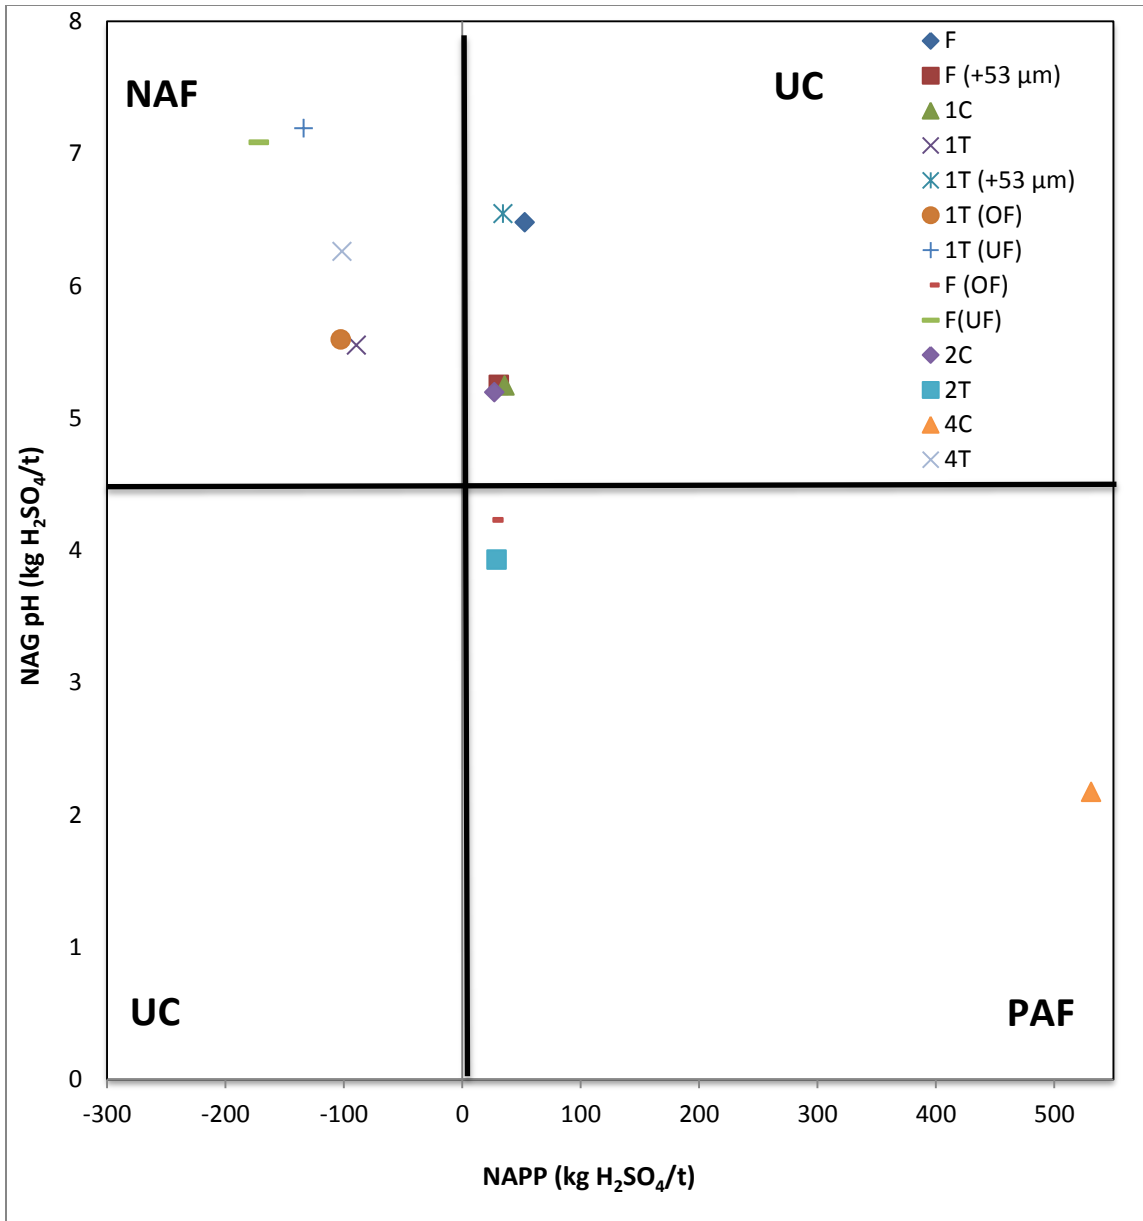 8
7
6
5
4
3
2
1
0
NAG pH (kg H₂SO₄/t)
NAF
UC
UC
PAF
F
F (+53 µm)
1C
1T
1T (+53 µm)
1T (OF)
1T (UF)
F (OF)
F(UF)
2C
2T
4C
4T
-300 -200 -100 0 100 200 300 400 500
NAPP (kg H₂SO₄/t)